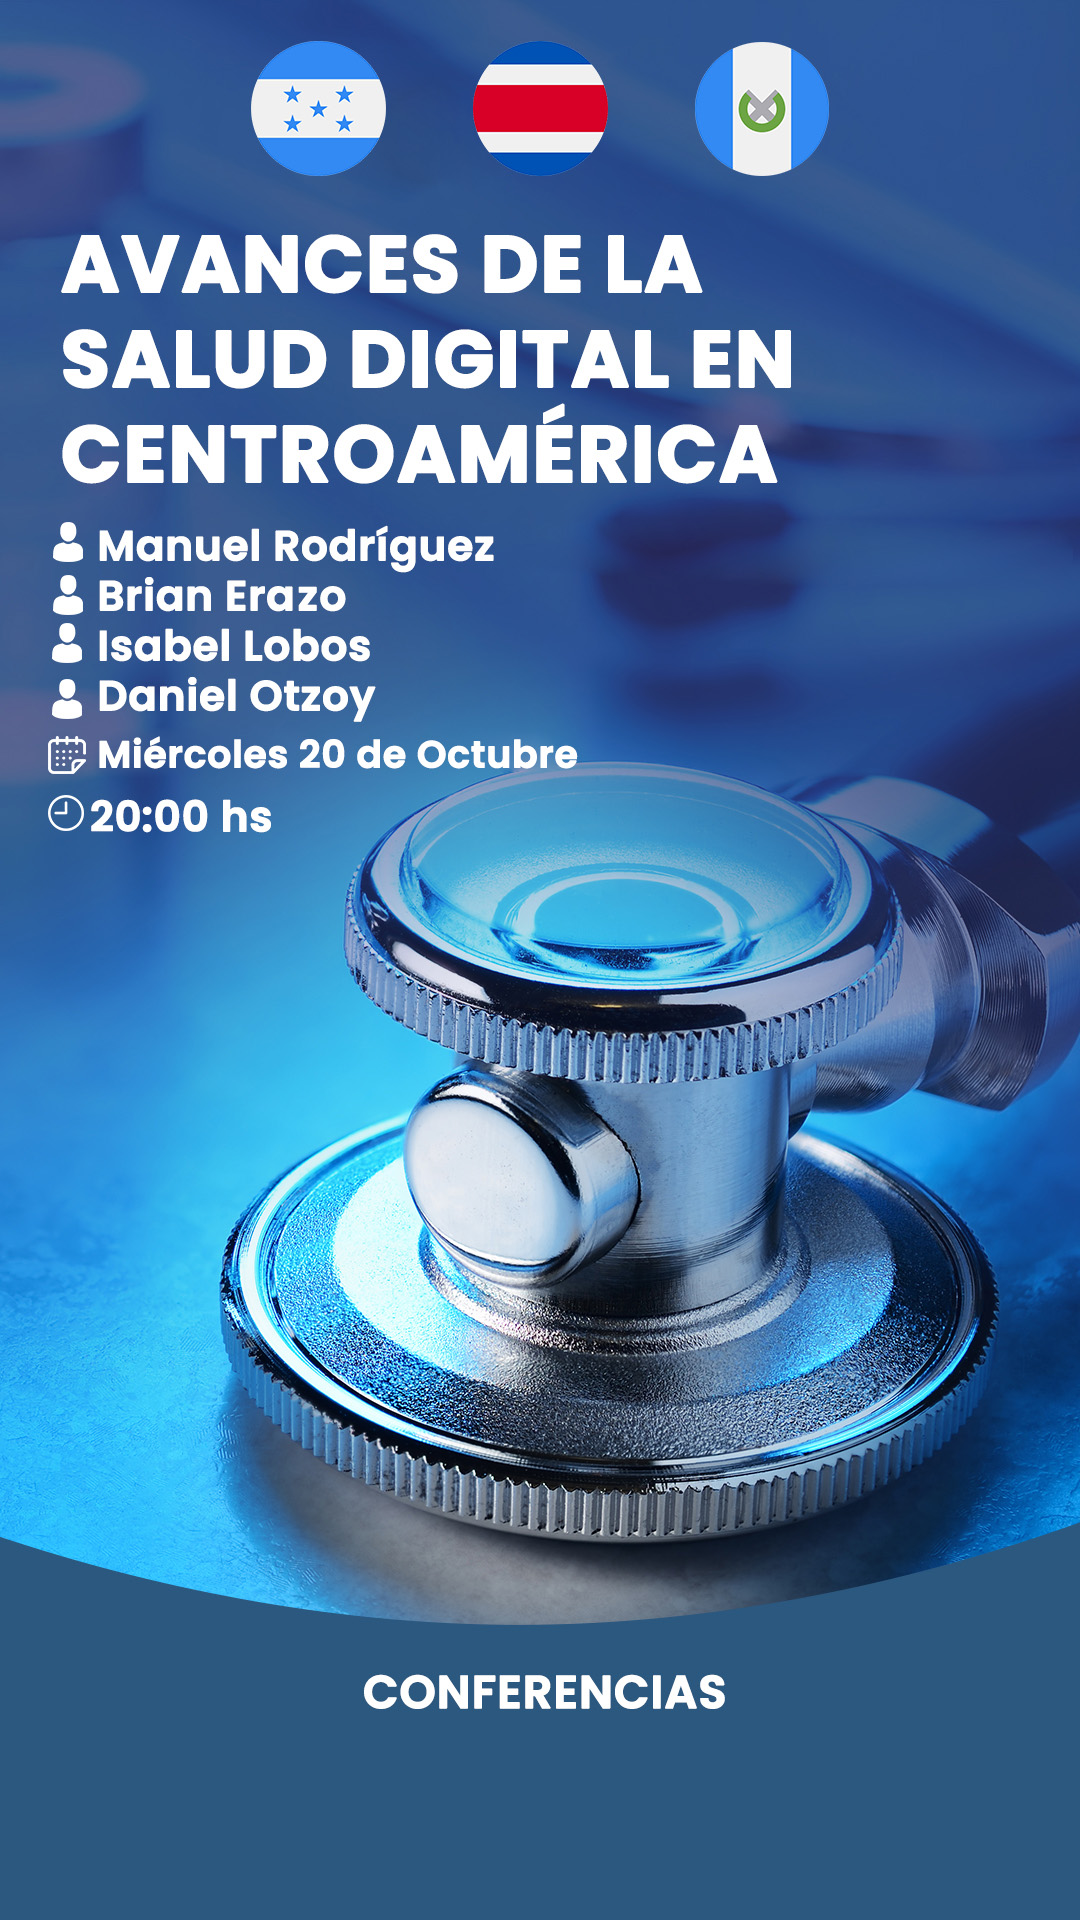 AVANCES DE LA
SALUD DIGITAL EN
CENTROAMÉRICA
Manuel Rodríguez
Brian Erazo
Isabel Lobos
Daniel Otzoy
Miércoles 20 de Octubre
20:00 hs
CONFERENCIAS